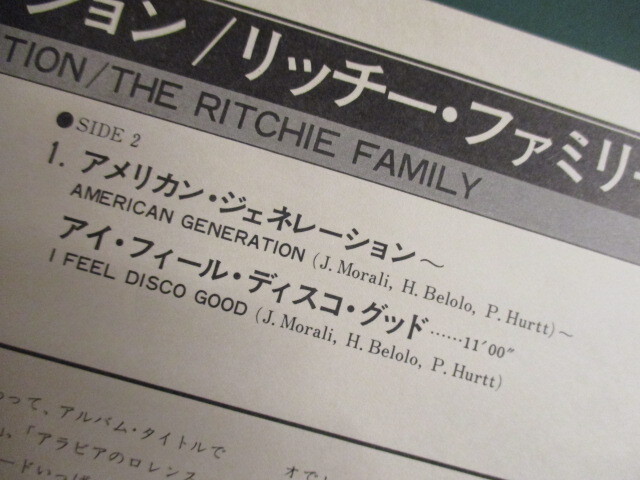 ション/リッチー・ファミリー
TION/THE RITCHIE FAMILY
●SIDE 2
1. アメリカン・ジェネレーション〜
AMERICAN GENERATION (J. Morali, H. Belolo, P. Hurtt)〜
アイ・フィール・ディスコ・グッド……11′00″
I FEEL DISCO GOOD (J. Morali, H. Belolo, P. Hurtt)
って、アルバム・タイトルで
「アラビアのロレンス
ードいっぱ
オで